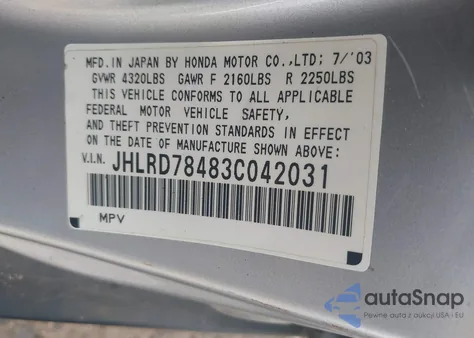 MFD. IN JAPAN BY HONDA MOTOR CO.,LTD; 7/'03
GVWR 4320LBS GAWR F 2160LBS R 2250LBS
THIS VEHICLE CONFORMS TO ALL APPLICABLE
FEDERAL MOTOR VEHICLE SAFETY,
AND THEFT PREVENTION STANDARDS IN EFFECT
ON THE DATE OF MANUFACTURE SHOWN ABOVE:
V.I.N. JHLRD78483C042031
MPV
autoSnap
Pewne auta z aukcji USA i EU